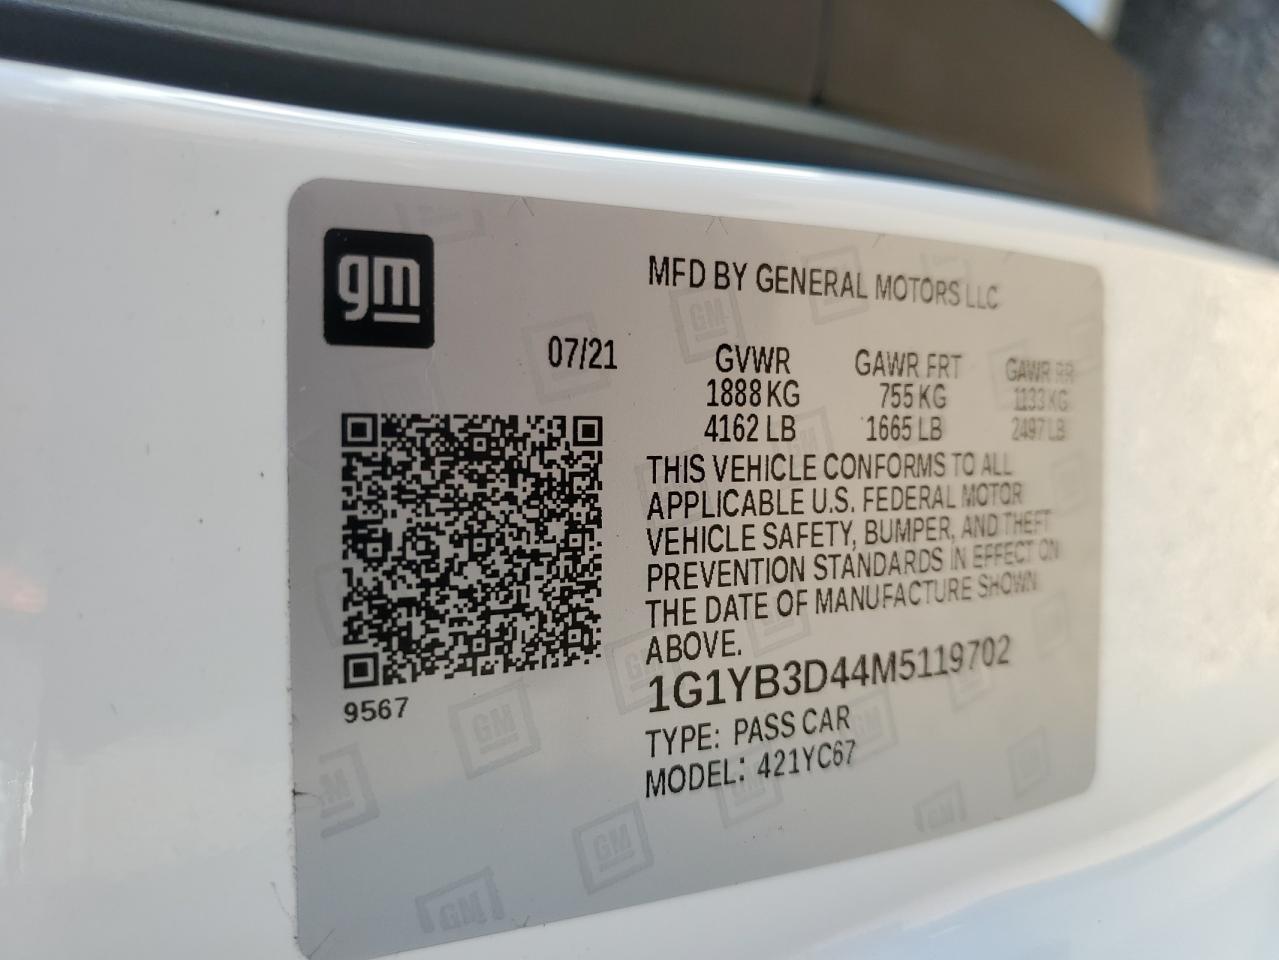 gm
MFD BY GENERAL MOTORS LLC
07/21 GVWR GAWR FRT GAWR RR
1888 KG 755 KG 1133 KG
4162 LB 1665 LB 2497 LB
THIS VEHICLE CONFORMS TO ALL
APPLICABLE U.S. FEDERAL MOTOR
VEHICLE SAFETY, BUMPER, AND THEFT
PREVENTION STANDARDS IN EFFECT ON
THE DATE OF MANUFACTURE SHOWN
ABOVE.
1G1YB3D44M5119702
9567
TYPE: PASS CAR
MODEL: 421YC67